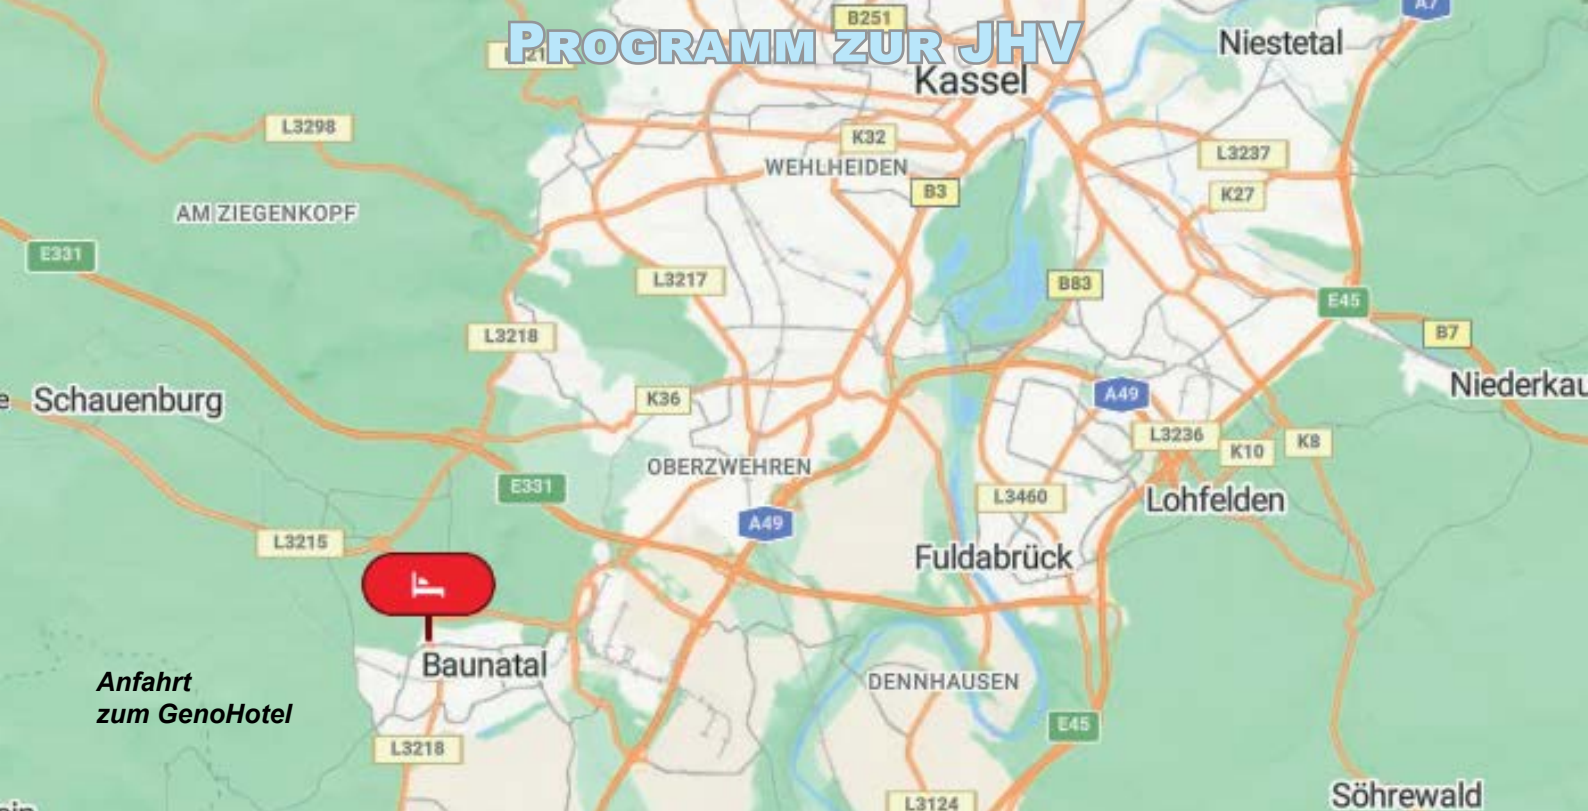 A7
B251
PROGRAMM ZUR JHV
Niestetal
Kassel
L3298
K32
WEHLHEIDEN
L3237
B3
K27
AM ZIEGENKOPF
E331
L3217
B83
E45
L3218
B7
Schauenburg
K36
A49
Niederkau
L3236
K10
K8
OBERZWEHREN
E331
L3460
Lohfelden
A49
L3215
Fuldabrück
Baunatal
DENNHAUSEN
Anfahrt
zum GenoHotel
E45
L3218
Söhrewald
L3124